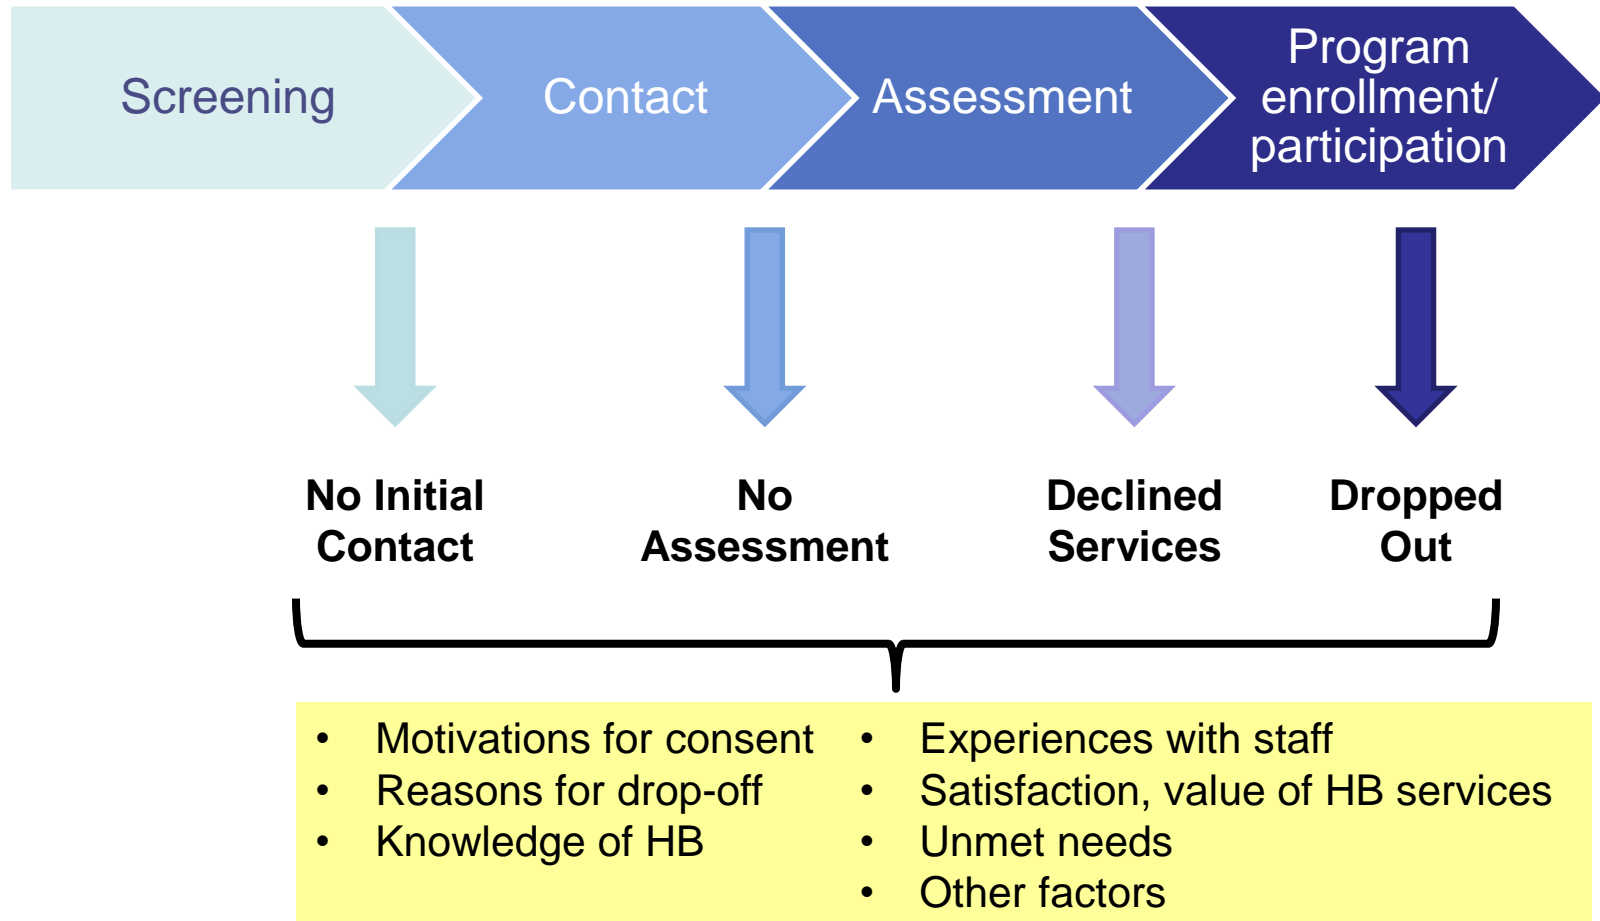 Screening
Contact
Assessment
Program
enrollment/
participation
No Initial
Contact
No
Assessment
Declined
Services
Dropped
Out
• Motivations for consent
• Reasons for drop-off
• Knowledge of HB
• Experiences with staff
• Satisfaction, value of HB services
• Unmet needs
• Other factors